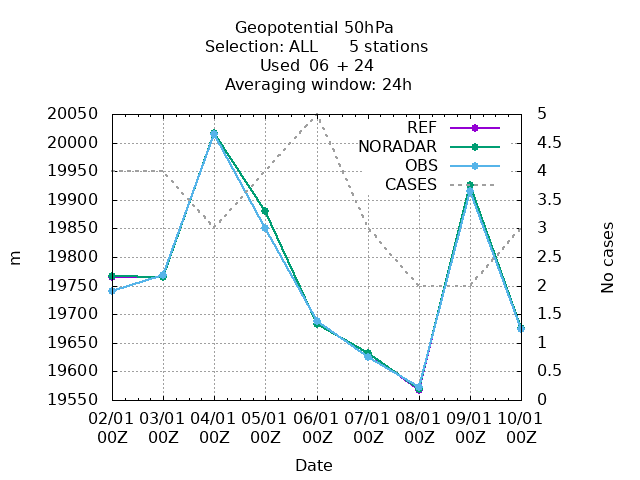 Geopotential 50hPa
Selection: ALL 5 stations
Used 06 + 24
Averaging window: 24h
20050
20000
19950
19900
19850
19800
19750
19700
19650
19600
19550
m
5
4.5
4
3.5
3
2.5
2
1.5
1
0.5
0
No cases
REF
NORADAR
OBS
CASES
02/01 03/01 04/01 05/01 06/01 07/01 08/01 09/01 10/01
00Z 00Z 00Z 00Z 00Z 00Z 00Z 00Z 00Z
Date